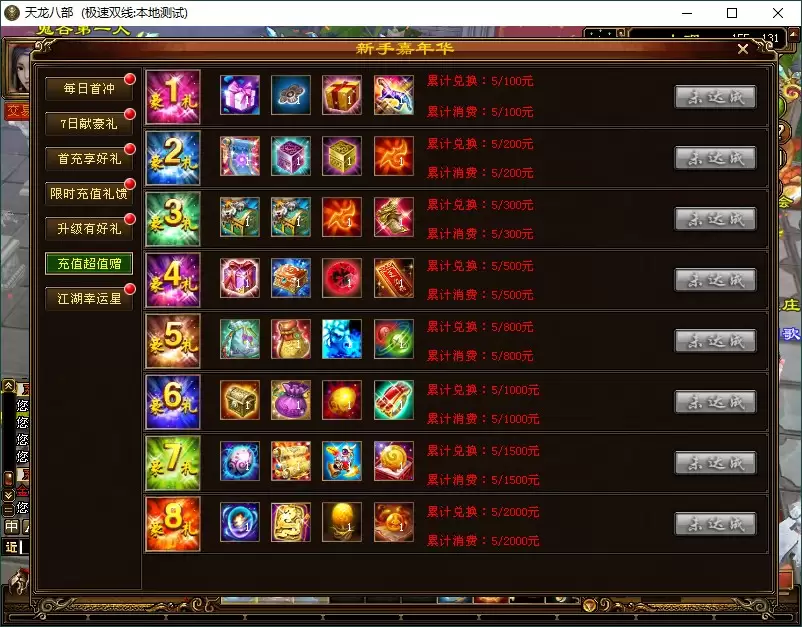 天龙八部 (极速双线:本地测试)
新手嘉年华
155 131
交易
每日首冲
7日献豪礼
首充享好礼
限时充值礼馈
升级有好礼
充值超值赠
江湖幸运星
豪1礼
累计兑换：5/100元
累计消费：5/100元
未达成
豪2礼
累计兑换：5/200元
累计消费：5/200元
未达成
豪3礼
累计兑换：5/300元
累计消费：5/300元
未达成
豪4礼
累计兑换：5/500元
累计消费：5/500元
未达成
豪5礼
累计兑换：5/800元
累计消费：5/800元
未达成
豪6礼
累计兑换：5/1000元
累计消费：5/1000元
未达成
豪7礼
累计兑换：5/1500元
累计消费：5/1500元
未达成
豪8礼
累计兑换：5/2000元
累计消费：5/2000元
未达成
庄
歌
您
您
您
您
您
近